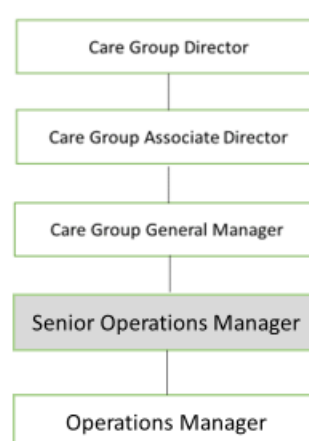 Care Group Director
Care Group Associate Director
Care Group General Manager
Senior Operations Manager
Operations Manager